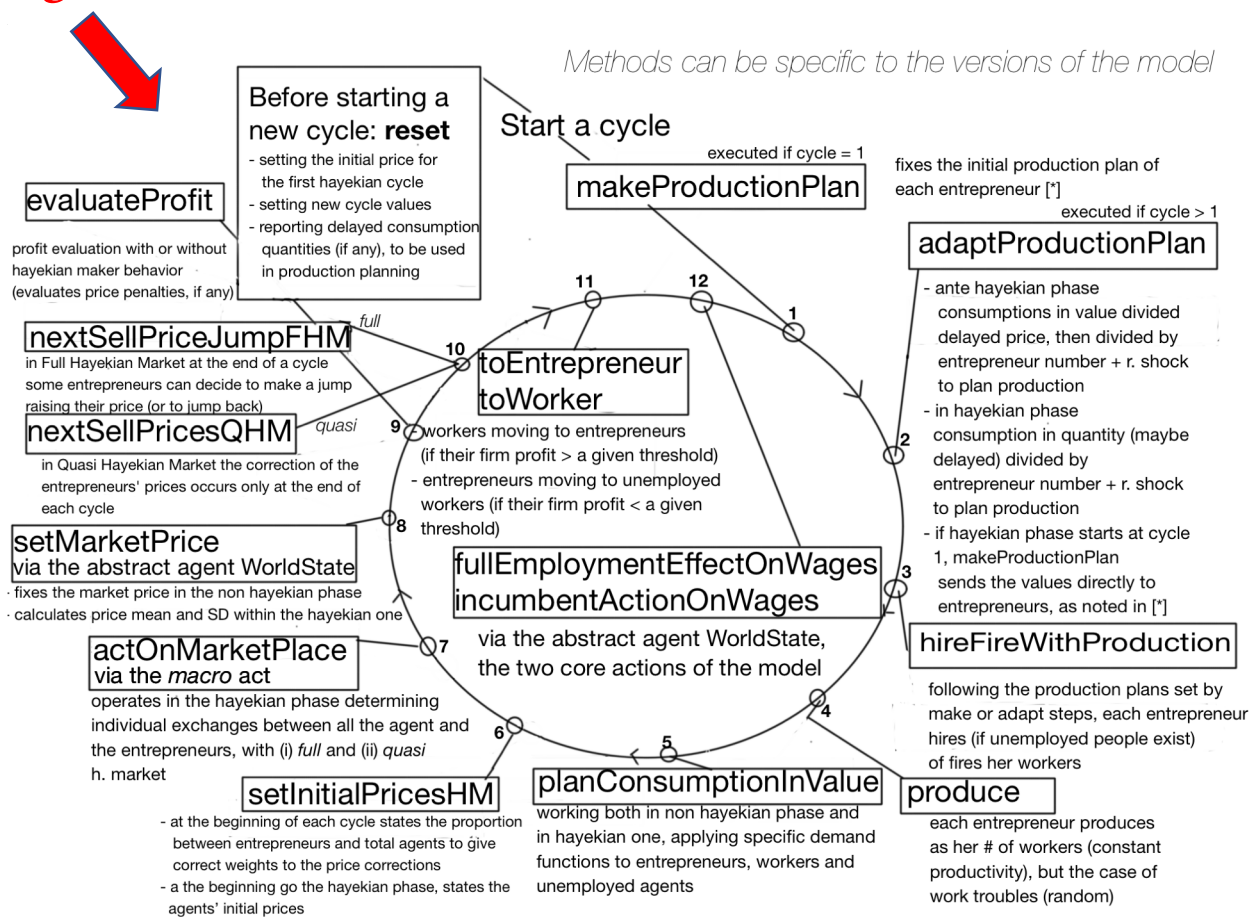 Methods can be specific to the versions of the model
Before starting a
new cycle: reset
- setting the initial price for
the first hayekian cycle
- setting new cycle values
- reporting delayed consumption
quantities (if any), to be used
in production planning
Start a cycle
executed if cycle = 1
makeProductionPlan
fixes the initial production plan of
each entrepreneur [*]
executed if cycle > 1
adaptProductionPlan
- ante hayekian phase
consumptions in value divided
delayed price, then divided by
entrepreneur number + r. shock
to plan production
- in hayekian phase
consumption in quantity (maybe
delayed) divided by
entrepreneur number + r. shock
to plan production
- if hayekian phase starts at cycle
1, makeProductionPlan
sends the values directly to
entrepreneurs, as noted in [*]
hireFireWithProduction
following the production plans set by
make or adapt steps, each entrepreneur
hires (if unemployed people exist)
of fires her workers
produce
each entrepreneur produces
as her # of workers (constant
productivity), but the case of
work troubles (random)
planConsumptionInValue
working both in non hayekian phase and
in hayekian one, applying specific demand
functions to entrepreneurs, workers and
unemployed agents
setInitialPricesHM
- at the beginning of each cycle states the proportion
between entrepreneurs and total agents to give
correct weights to the price corrections
- a the beginning go the hayekian phase, states the
agents' initial prices
actOnMarketPlace
via the macro act
operates in the hayekian phase determining
individual exchanges between all the agent and
the entrepreneurs, with (i) full and (ii) quasi
h. market
setMarketPrice
via the abstract agent WorldState
· fixes the market price in the non hayekian phase
· calculates price mean and SD within the hayekian one
evaluateProfit
profit evaluation with or without
hayekian maker behavior
(evaluates price penalties, if any)
nextSellPriceJumpFHM
full
in Full Hayekian Market at the end of a cycle
some entrepreneurs can decide to make a jump
raising their price (or to jump back)
nextSellPricesQHM
quasi
in Quasi Hayekian Market the correction of the
entrepreneurs' prices occurs only at the end of
each cycle
toEntrepreneur
toWorker
- workers moving to entrepreneurs
(if their firm profit > a given threshold)
- entrepreneurs moving to unemployed
workers (if their firm profit < a given
threshold)
fullEmploymentEffectOnWages
incumbentActionOnWages
via the abstract agent WorldState,
the two core actions of the model
1
2
3
4
5
6
7
8
9
10
11
12